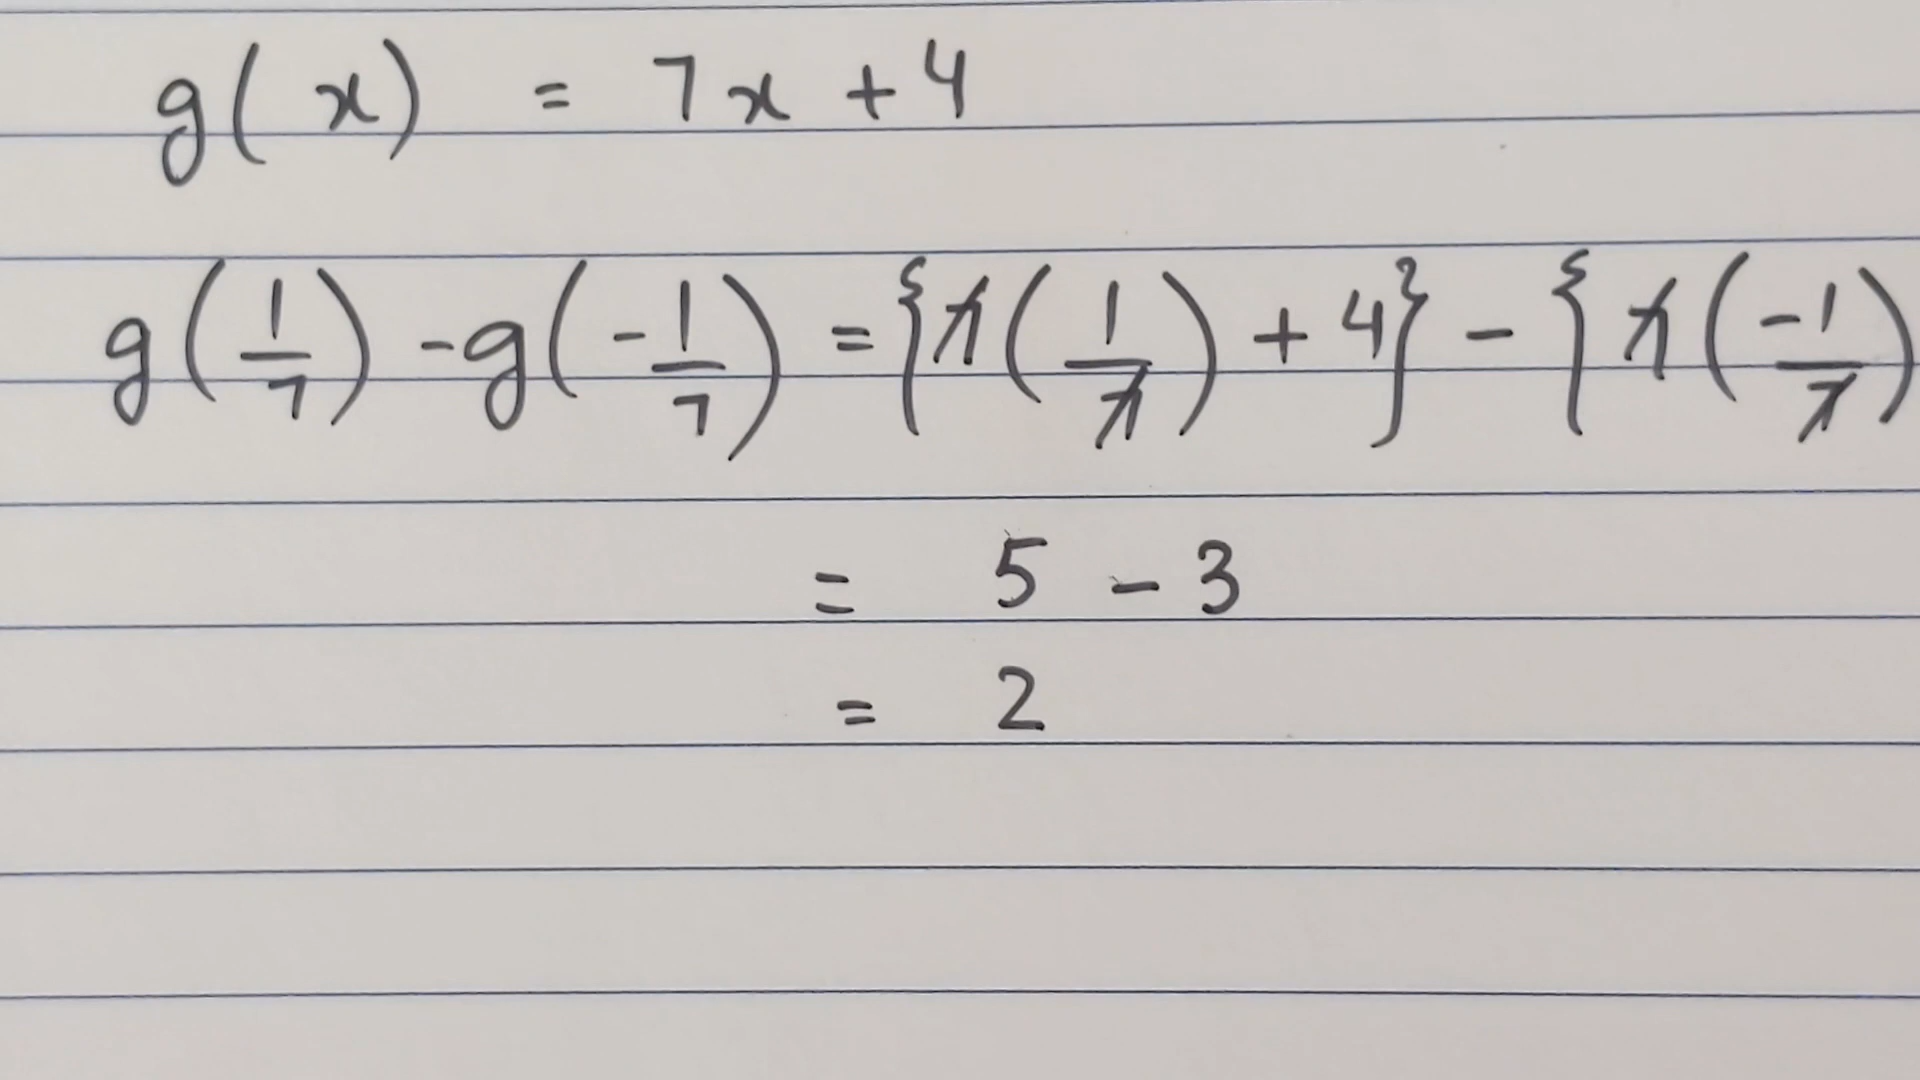 g(x) = 7x + 4
g(1/7) - g(-1/7) = {7(1/7) + 4} - {7(-1/7)
= 5 - 3
= 2